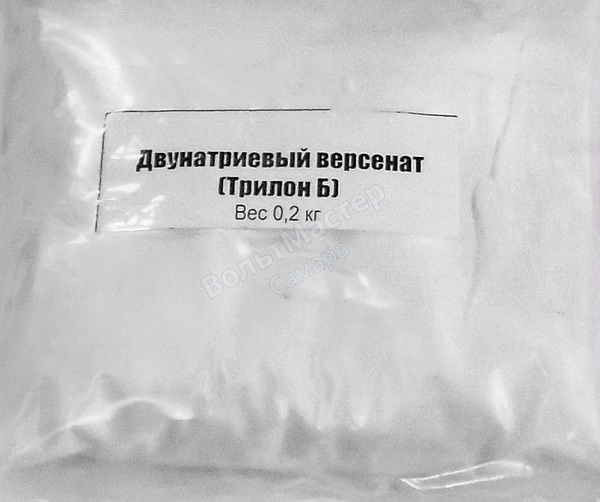 Двунатриевый версенат
(Трилон Б)
Вес 0,2 кг
ВольтМастер
Самара